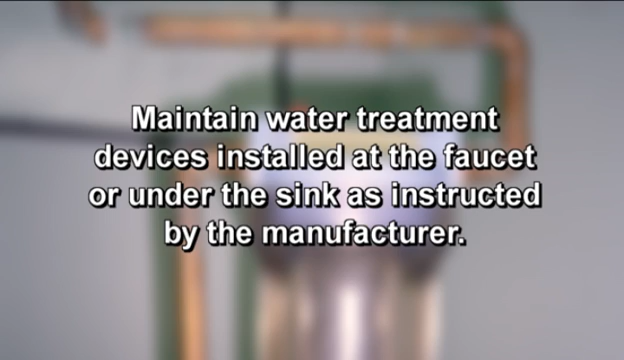 Maintain water treatment
devices installed at the faucet
or under the sink as instructed
by the manufacturer.